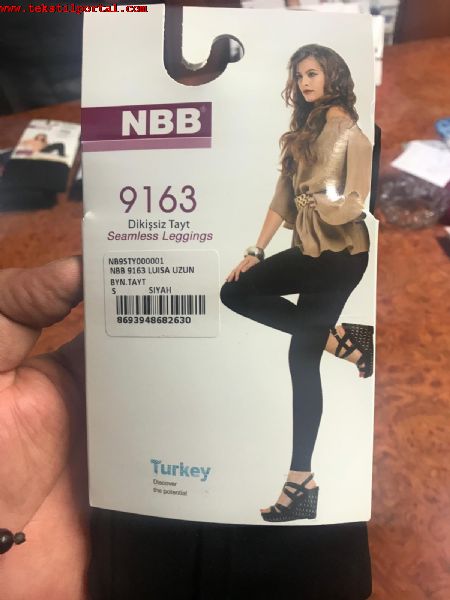 www.tekstilportal.com
NBB
9163
Dikişsiz Tayt
Seamless Leggings
NB9STY000001
NBB 9163 LUISA UZUN
BYN.TAYT
S SIYAH
8693948682630
Turkey
Discover
the potential